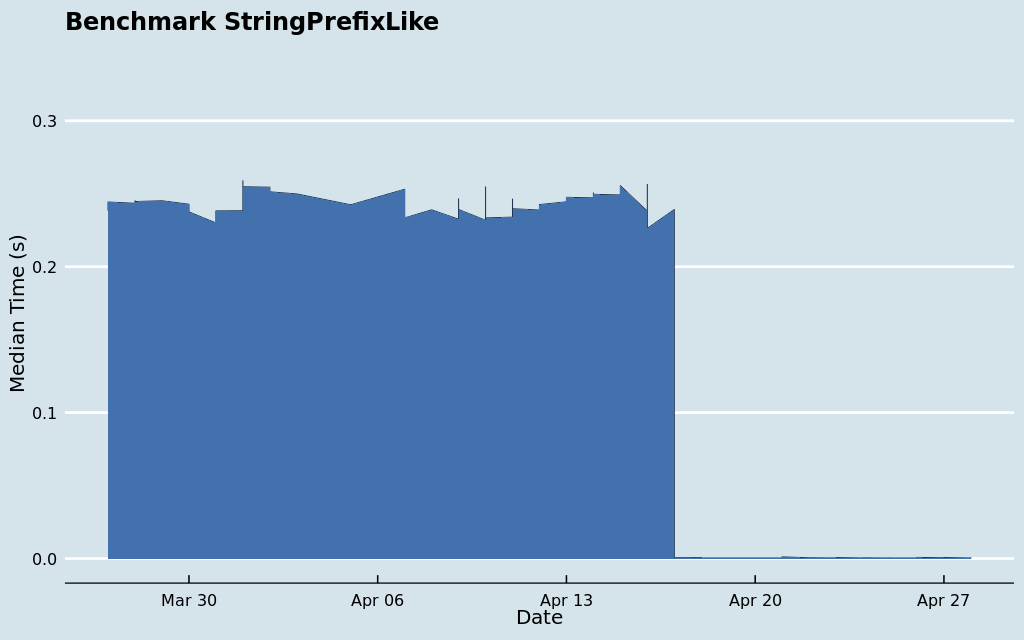 Benchmark StringPrefixLike
0.3
0.2
0.1
0.0
Median Time (s)
Mar 30
Apr 06
Apr 13
Apr 20
Apr 27
Date